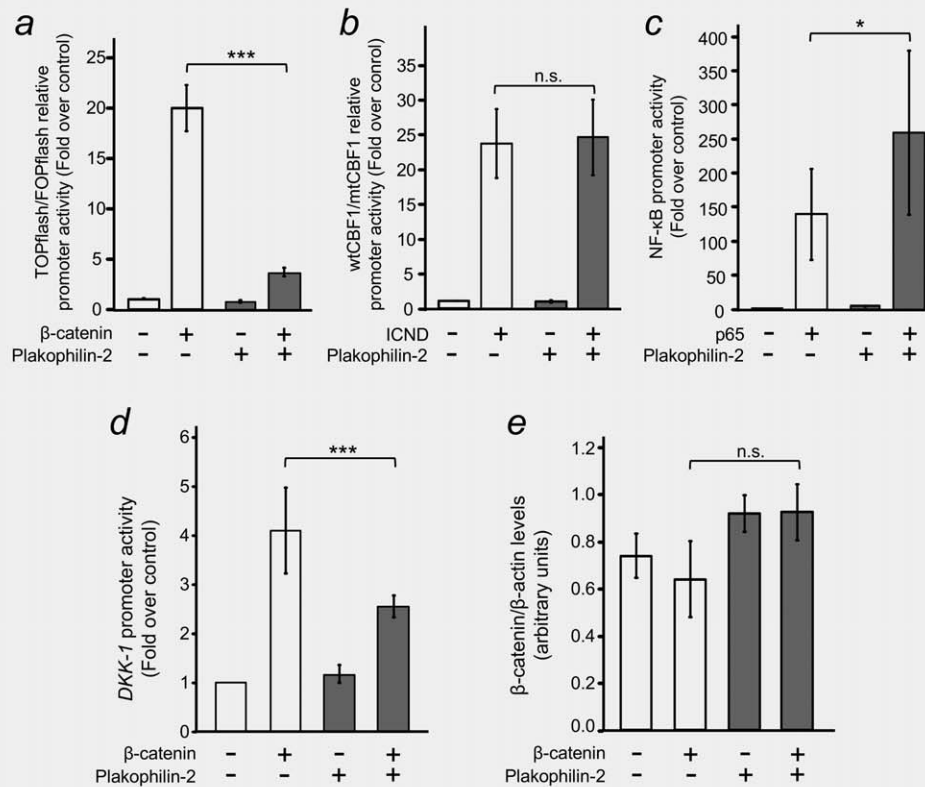 a
TOPflash/FOPflash relative
promoter activity (Fold over control)
25
20
15
10
5
0
***
β-catenin - + - +
Plakophilin-2 - - + +
b
wtCBF1/mtCBF1 relative
promoter activity (Fold over control)
35
30
25
20
15
10
5
0
n.s.
ICND - + - +
Plakophilin-2 - - + +
c
NF-κB promoter activity
(Fold over control)
400
350
300
250
200
150
100
50
0
*
p65 - + - +
Plakophilin-2 - - + +
d
DKK-1 promoter activity
(Fold over control)
6
5
4
3
2
1
0
***
β-catenin - + - +
Plakophilin-2 - - + +
e
β-catenin/β-actin levels
(arbitrary units)
1.2
1.0
0.8
0.6
0.4
0.2
0.0
n.s.
β-catenin - + - +
Plakophilin-2 - - + +